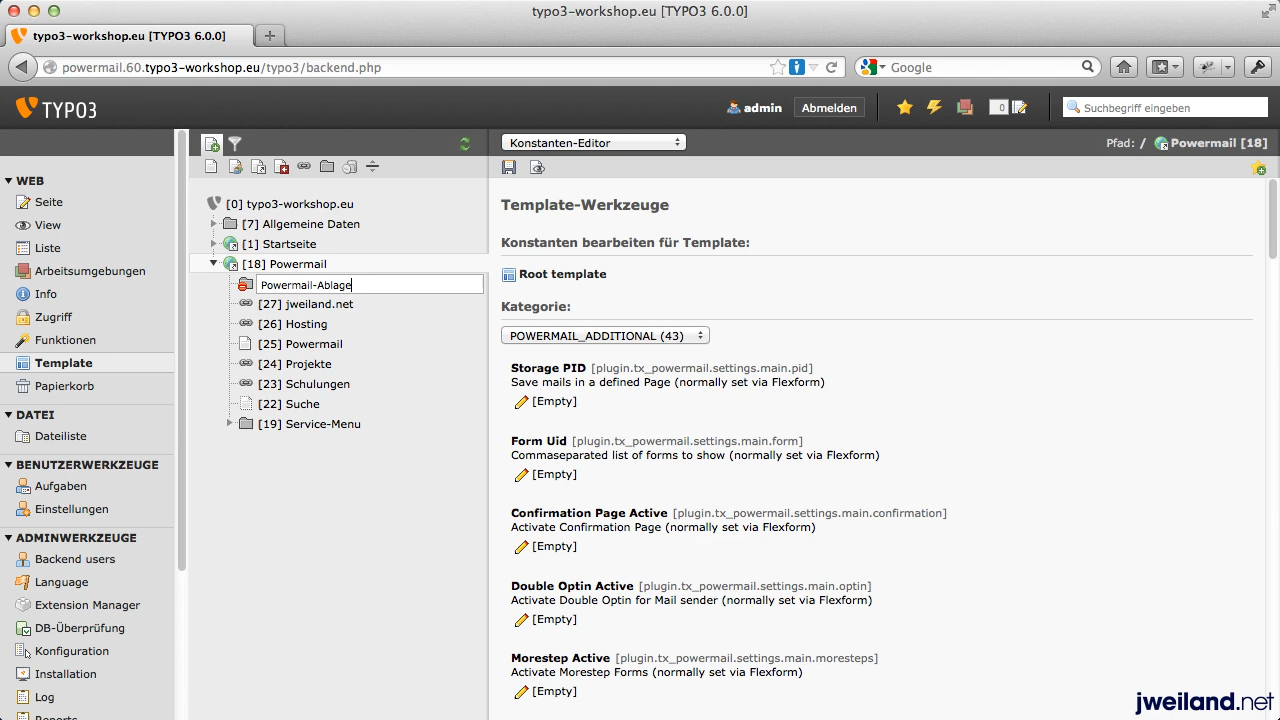 typo3-workshop.eu [TYPO3 6.0.0]
typo3-workshop.eu [TYPO3 6.0.0]
powermail.60.typo3-workshop.eu/typo3/backend.php
Google
TYPO3
admin
Abmelden
0
Suchbegriff eingeben
Konstanten-Editor
Pfad: / Powermail [18]
WEB
Seite
View
Liste
Arbeitsumgebungen
Info
Zugriff
Funktionen
Template
Papierkorb
DATEI
Dateiliste
BENUTZERWERKZEUGE
Aufgaben
Einstellungen
ADMINWERKZEUGE
Backend users
Language
Extension Manager
DB-Überprüfung
Konfiguration
Installation
Log
Reports
[0] typo3-workshop.eu
[7] Allgemeine Daten
[1] Startseite
[18] Powermail
Powermail-Ablage
[27] jweiland.net
[26] Hosting
[25] Powermail
[24] Projekte
[23] Schulungen
[22] Suche
[19] Service-Menu
Template-Werkzeuge
Konstanten bearbeiten für Template:
Root template
Kategorie:
POWERMAIL_ADDITIONAL (43)
Storage PID [plugin.tx_powermail.settings.main.pid]
Save mails in a defined Page (normally set via Flexform)
[Empty]
Form Uid [plugin.tx_powermail.settings.main.form]
Commaseparated list of forms to show (normally set via Flexform)
[Empty]
Confirmation Page Active [plugin.tx_powermail.settings.main.confirmation]
Activate Confirmation Page (normally set via Flexform)
[Empty]
Double Optin Active [plugin.tx_powermail.settings.main.optin]
Activate Double Optin for Mail sender (normally set via Flexform)
[Empty]
Morestep Active [plugin.tx_powermail.settings.main.moresteps]
Activate Morestep Forms (normally set via Flexform)
[Empty]
jweiland.net